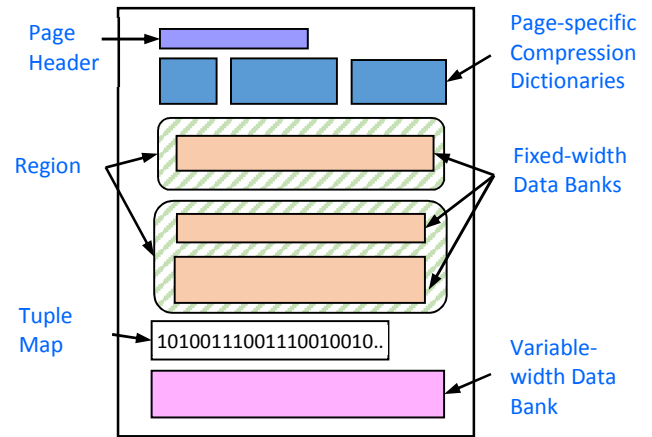 Page
Header
Page-specific
Compression
Dictionaries
Region
Fixed-width
Data Banks
Tuple
Map
10100111001110010010..
Variable-
width Data
Bank